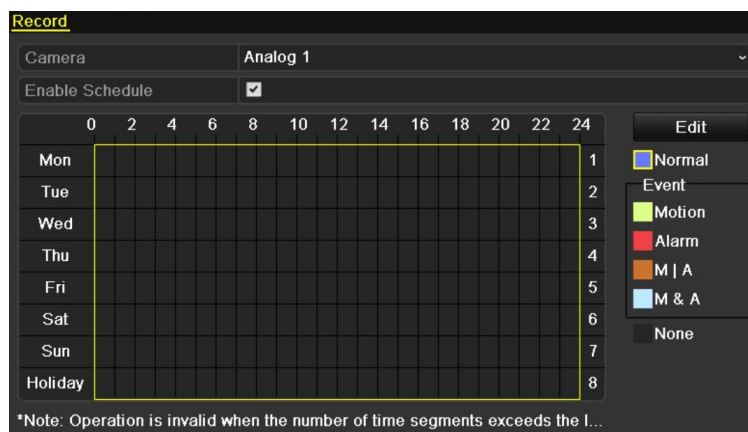 Record
Camera Analog 1
Enable Schedule
0 2 4 6 8 10 12 14 16 18 20 22 24 Edit
Mon 1 Normal
Tue 2 Event
Motion
Wed 3
Alarm
Thu 4
M | A
Fri 5
M & A
Sat 6
None
Sun 7
Holiday 8
*Note: Operation is invalid when the number of time segments exceeds the l...